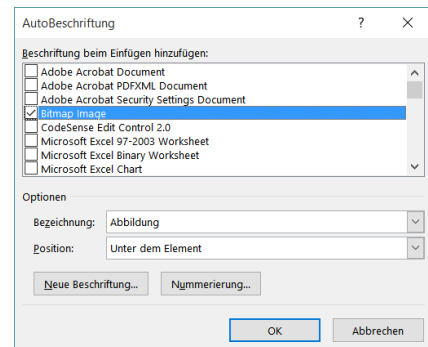 AutoBeschriftung ? ×
Beschriftung beim Einfügen hinzufügen:
Adobe Acrobat Document
Adobe Acrobat PDFXML Document
Adobe Acrobat Security Settings Document
Bitmap Image
CodeSense Edit Control 2.0
Microsoft Excel 97-2003 Worksheet
Microsoft Excel Binary Worksheet
Microsoft Excel Chart
Optionen
Bezeichnung: Abbildung
Position: Unter dem Element
Neue Beschriftung... Nummerierung...
OK Abbrechen